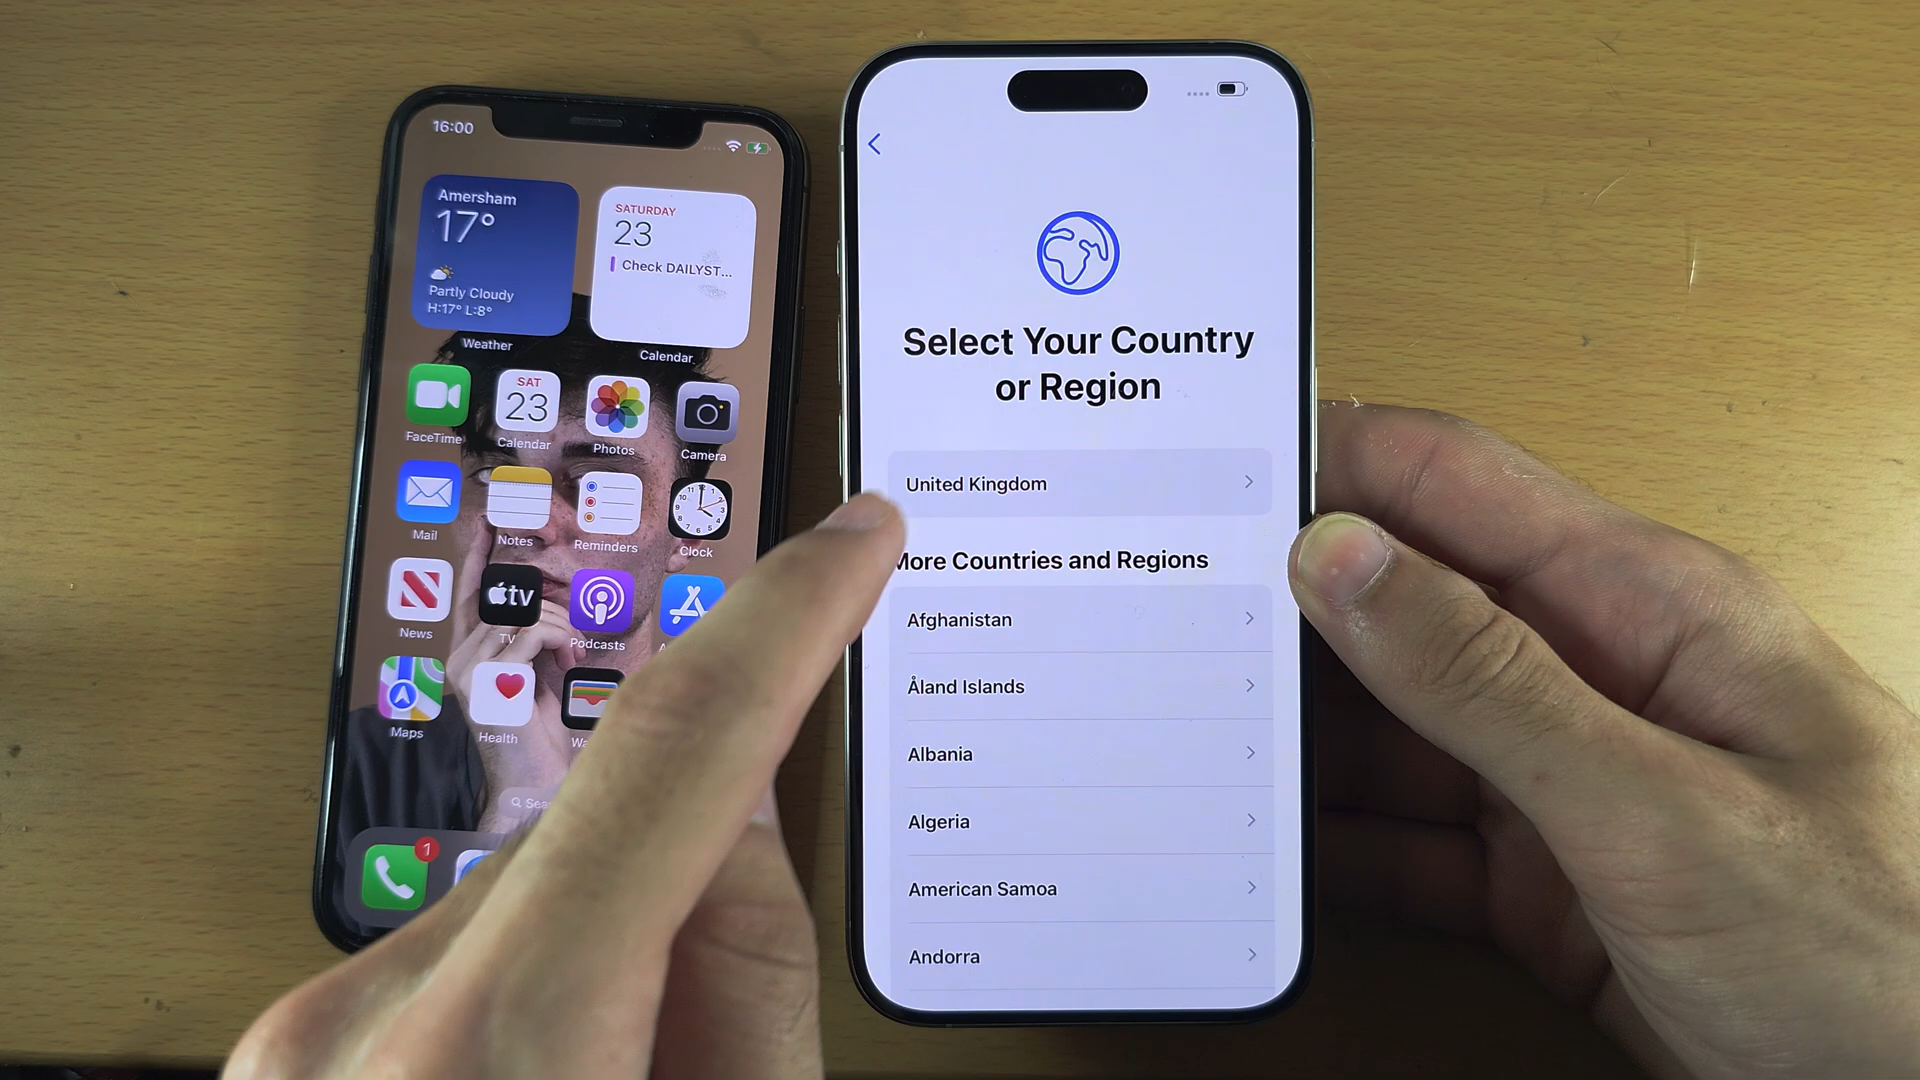 16:00
Amersham
17°
Partly Cloudy
H:17° L:8°
Weather
SATURDAY
23
Check DAILYST...
Calendar
FaceTime
SAT
23
Calendar
Photos
Camera
Mail
Notes
Reminders
Clock
News
tv
TV
Podcasts
Maps
Health
1
Select Your Country
or Region
United Kingdom
More Countries and Regions
Afghanistan
Åland Islands
Albania
Algeria
American Samoa
Andorra